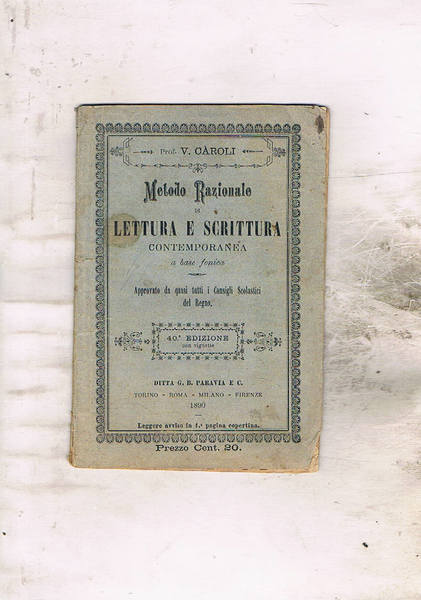 Prof. V. CÀROLI
Metodo Razionale
DI
LETTURA E SCRITTURA
CONTEMPORANEA
a base fonica
Approvato da quasi tutti i Consigli Scolastici
del Regno.
40.a EDIZIONE
con vignette
DITTA G. B. PARAVIA E C.
TORINO - ROMA - MILANO - FIRENZE
1890
Leggere avviso in 4.a pagina copertina.
Prezzo Cent. 20.